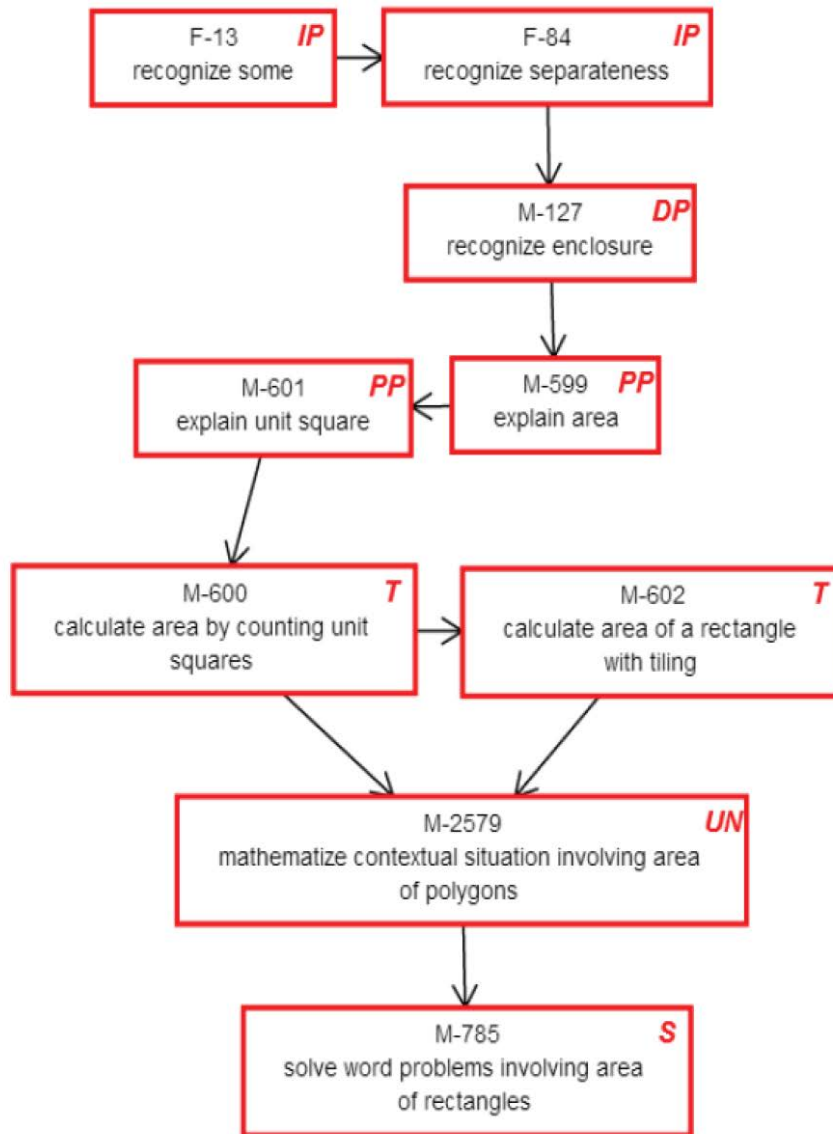 F-13 IP
recognize some
F-84 IP
recognize separateness
M-127 DP
recognize enclosure
M-601 PP
explain unit square
M-599 PP
explain area
M-600 T
calculate area by counting unit
squares
M-602 T
calculate area of a rectangle
with tiling
M-2579 UN
mathematize contextual situation involving area
of polygons
M-785 S
solve word problems involving area
of rectangles